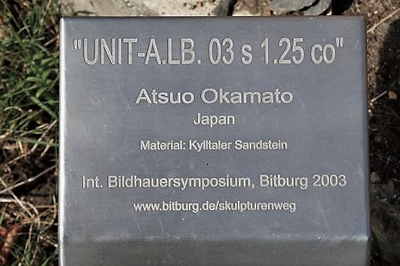 "UNIT-A.LB. 03 s 1.25 co"
Atsuo Okamato
Japan
Material: Kylltaler Sandstein
Int. Bildhauersymposium, Bitburg 2003
www.bitburg.de/skulpturenweg